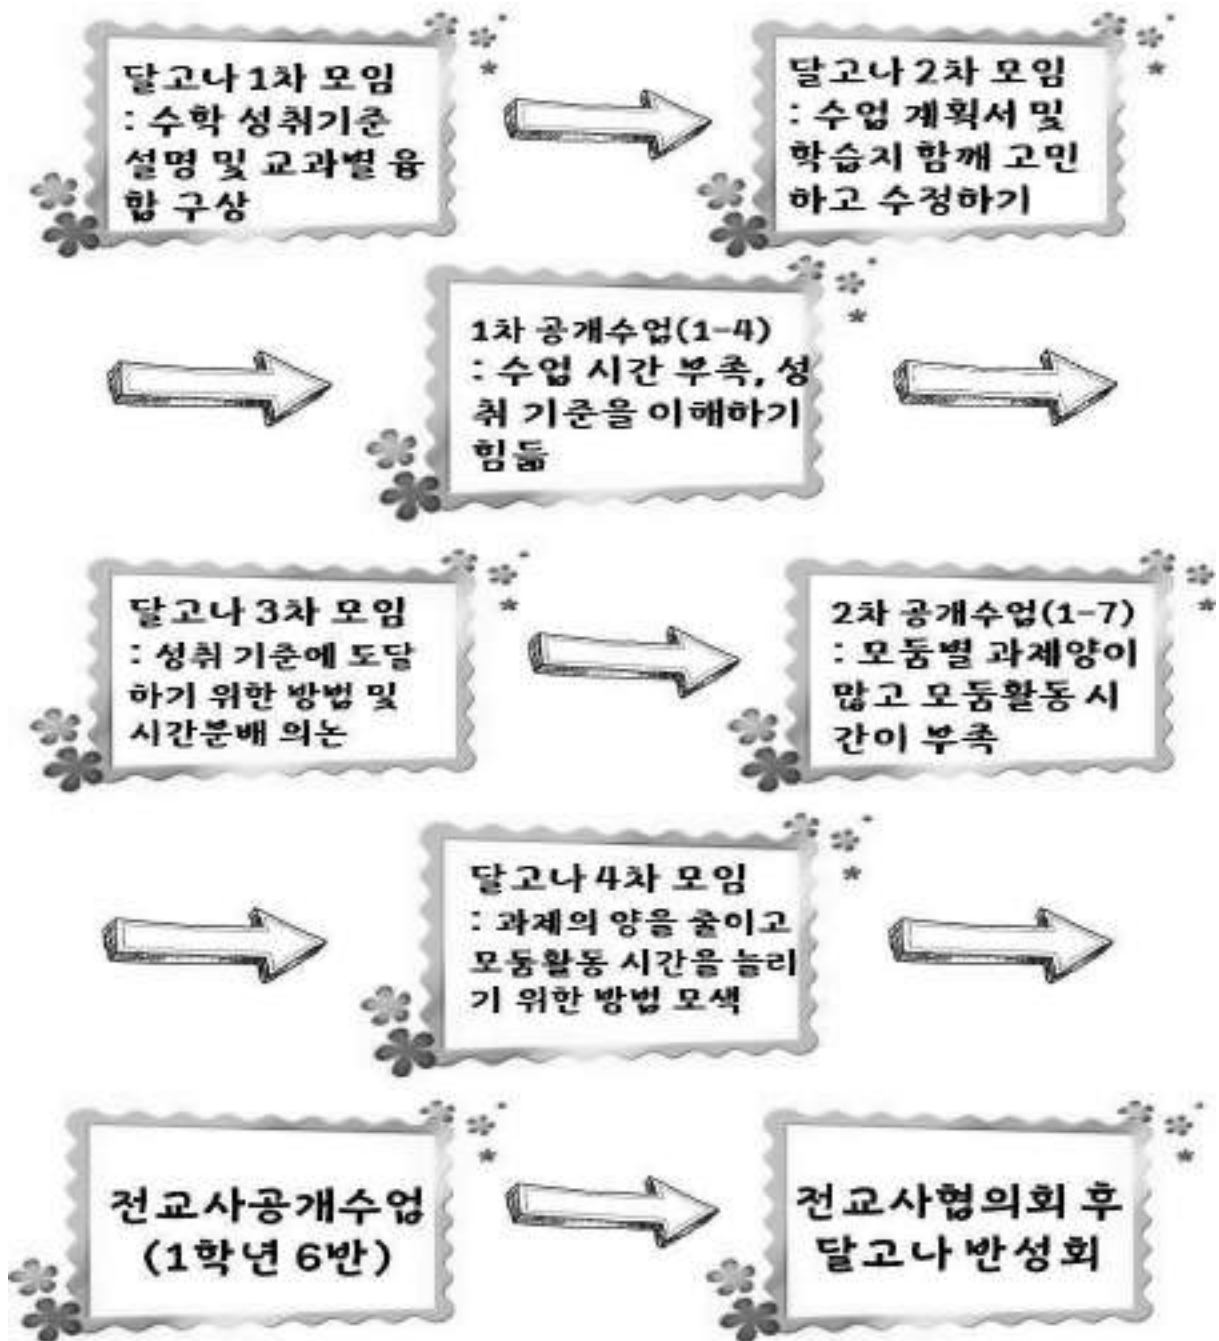 달고나 1차 모임
: 수학 성취기준
설명 및 교과별 융
합 구상
달고나 2차 모임
: 수업 계획서 및
학습지 함께 고민
하고 수정하기
1차 공개수업(1-4)
: 수업 시간 부족, 성
취 기준을 이해하기
힘듦
달고나 3차 모임
: 성취 기준에 도달
하기 위한 방법 및
시간분배 의논
2차 공개수업(1-7)
: 모둠별 과제양이
많고 모둠활동 시
간이 부족
달고나 4차 모임
: 과제의 양을 줄이고
모둠활동 시간을 늘리
기 위한 방법 모색
전교사공개수업
(1학년 6반)
전교사협의회 후
달고나 반성회